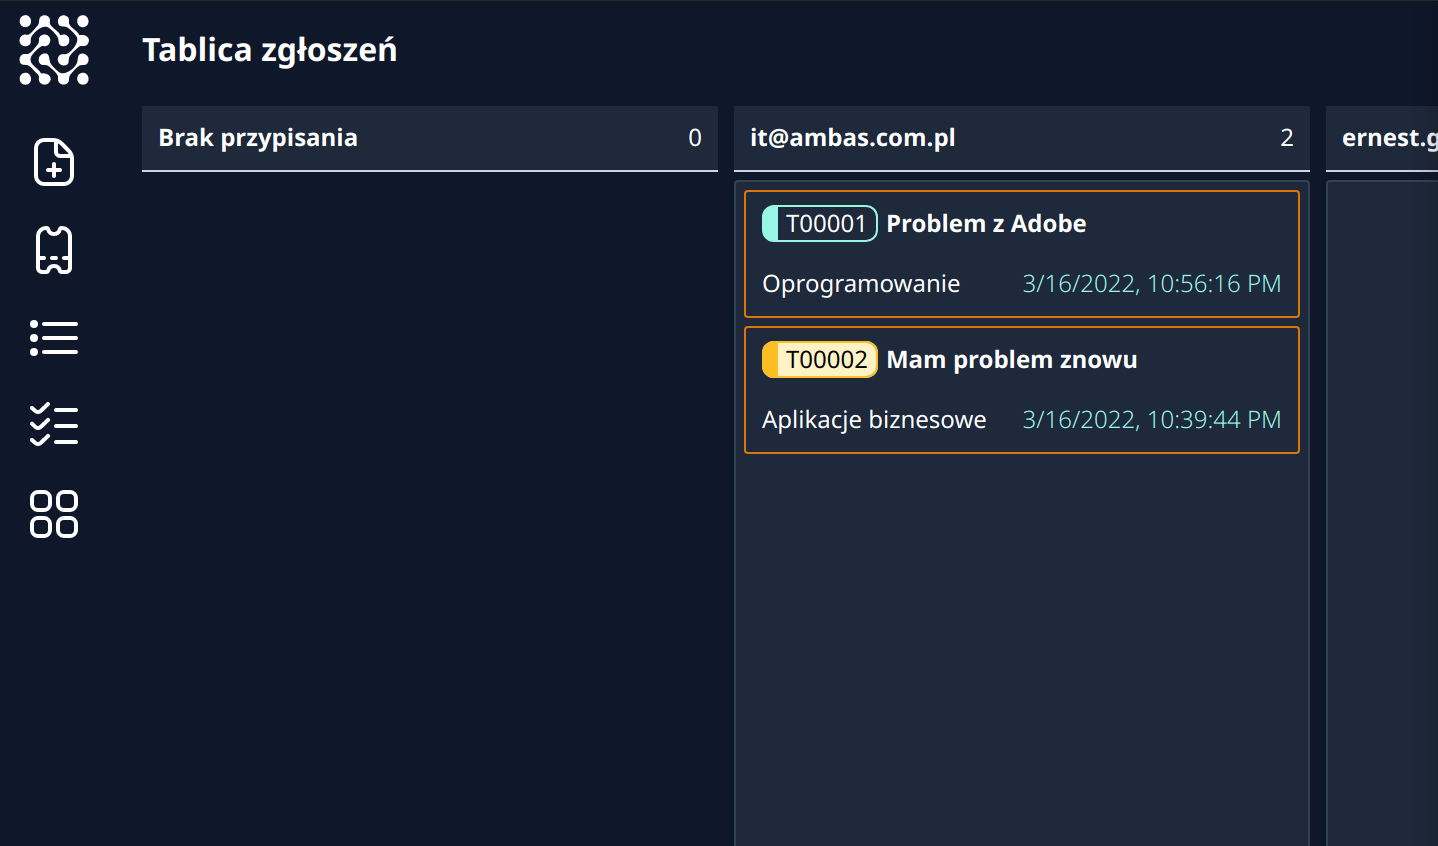 Tablica zgłoszeń
Brak przypisania 0
it@ambas.com.pl 2
ernest.g
T00001 Problem z Adobe
Oprogramowanie 3/16/2022, 10:56:16 PM
T00002 Mam problem znowu
Aplikacje biznesowe 3/16/2022, 10:39:44 PM